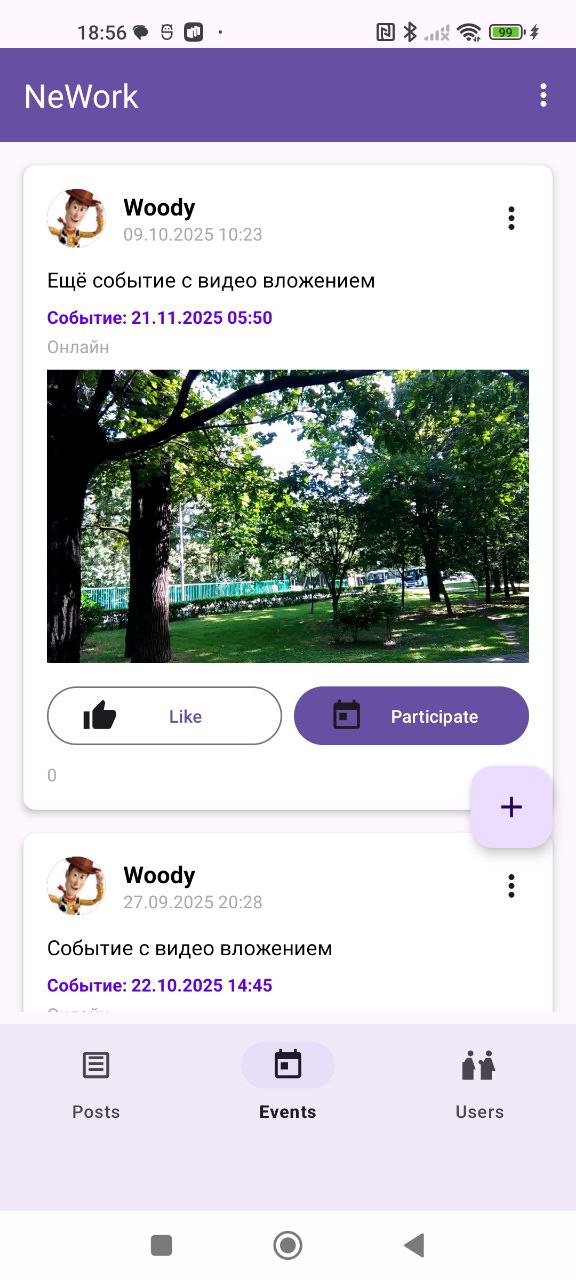 18:56
99
NeWork
Woody
09.10.2025 10:23
Ещё событие с видео вложением
Событие: 21.11.2025 05:50
Онлайн
Like
Participate
0
+
Woody
27.09.2025 20:28
Событие с видео вложением
Событие: 22.10.2025 14:45
Posts
Events
Users